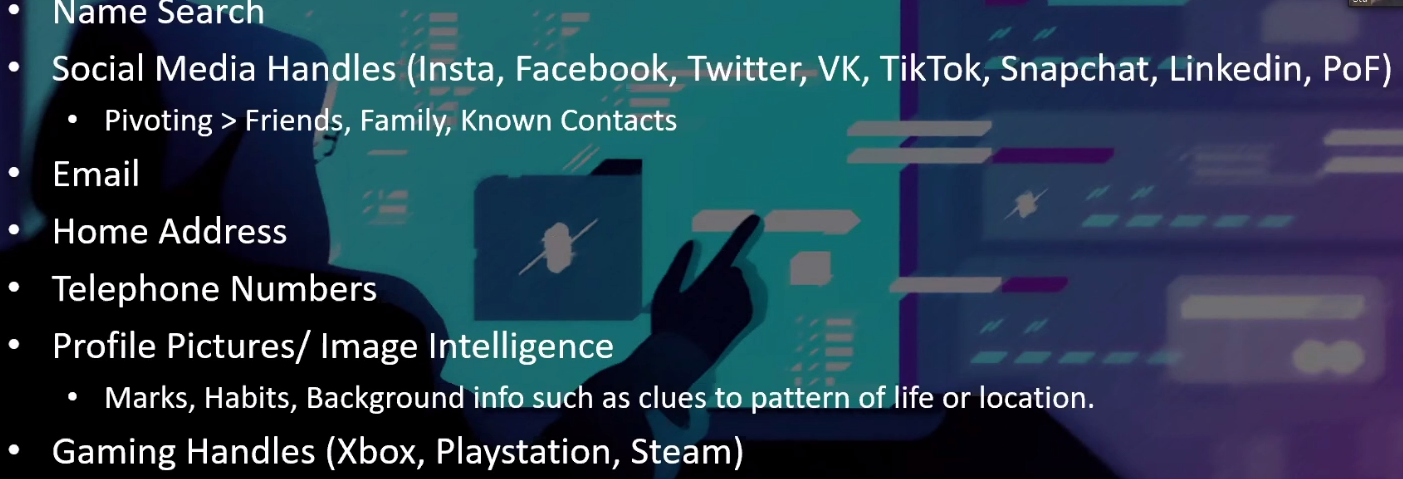 • Name Search
• Social Media Handles (Insta, Facebook, Twitter, VK, TikTok, Snapchat, Linkedin, PoF)
• Pivoting > Friends, Family, Known Contacts
• Email
• Home Address
• Telephone Numbers
• Profile Pictures/ Image Intelligence
• Marks, Habits, Background info such as clues to pattern of life or location.
• Gaming Handles (Xbox, Playstation, Steam)